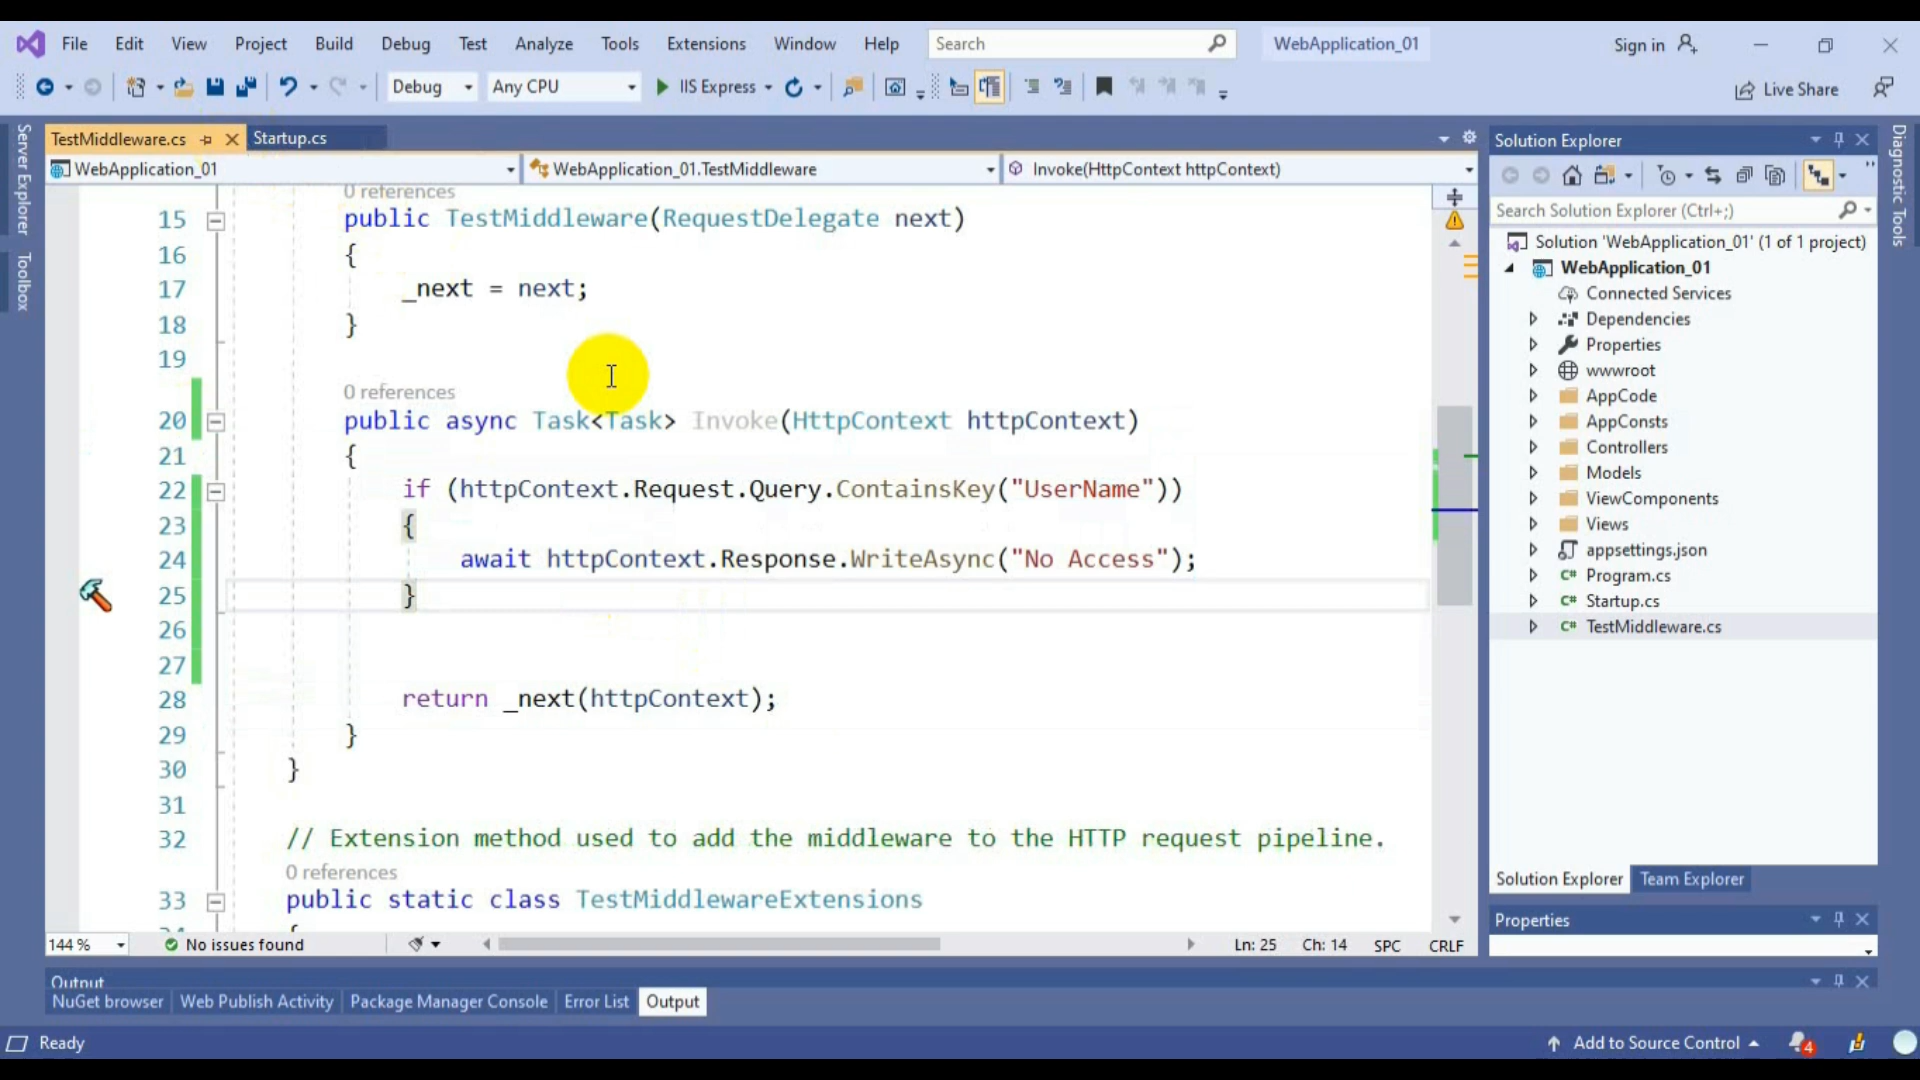 File Edit View Project Build Debug Test Analyze Tools Extensions Window Help Search WebApplication_01 Sign in
Debug Any CPU IIS Express Live Share
Server Explorer
Toolbox
TestMiddleware.cs Startup.cs
WebApplication_01 WebApplication_01.TestMiddleware Invoke(HttpContext httpContext)
0 references
15 public TestMiddleware(RequestDelegate next)
16 {
17 _next = next;
18 }
19
0 references
20 public async Task<Task> Invoke(HttpContext httpContext)
21 {
22 if (httpContext.Request.Query.ContainsKey("UserName"))
23 {
24 await httpContext.Response.WriteAsync("No Access");
25 }
26
27
28 return _next(httpContext);
29 }
30 }
31
32 // Extension method used to add the middleware to the HTTP request pipeline.
0 references
33 public static class TestMiddlewareExtensions
34 {
144 % No issues found Ln: 25 Ch: 14 SPC CRLF
Solution Explorer
Search Solution Explorer (Ctrl+;)
Solution 'WebApplication_01' (1 of 1 project)
WebApplication_01
Connected Services
Dependencies
Properties
wwwroot
AppCode
AppConsts
Controllers
Models
ViewComponents
Views
appsettings.json
C# Program.cs
C# Startup.cs
C# TestMiddleware.cs
Solution Explorer Team Explorer
Properties
Diagnostic Tools
Output
NuGet browser Web Publish Activity Package Manager Console Error List Output
Ready Add to Source Control 4